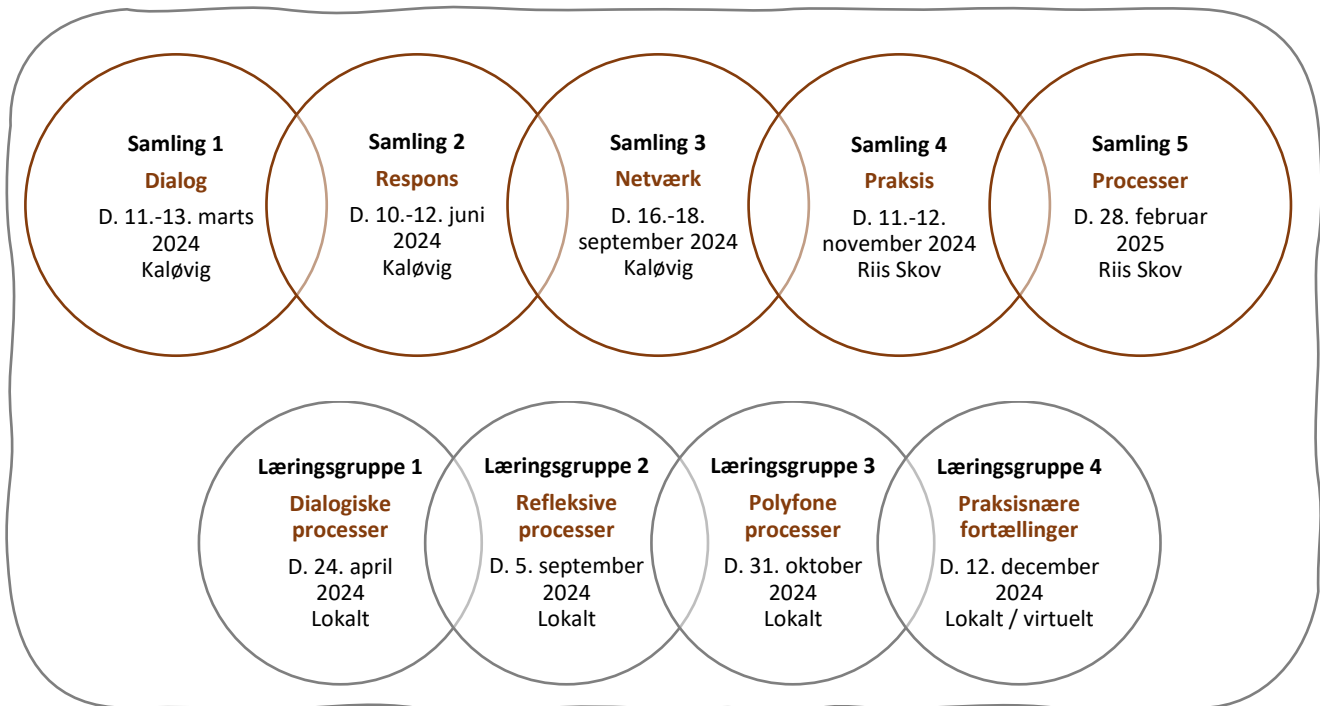 Samling 1
Dialog
D. 11.-13. marts
2024
Kaløvig
Samling 2
Respons
D. 10.-12. juni
2024
Kaløvig
Samling 3
Netværk
D. 16.-18.
september 2024
Kaløvig
Samling 4
Praksis
D. 11.-12.
november 2024
Riis Skov
Samling 5
Processer
D. 28. februar
2025
Riis Skov
Læringsgruppe 1
Dialogiske
processer
D. 24. april
2024
Lokalt
Læringsgruppe 2
Refleksive
processer
D. 5. september
2024
Lokalt
Læringsgruppe 3
Polyfone
processer
D. 31. oktober
2024
Lokalt
Læringsgruppe 4
Praksisnære
fortællinger
D. 12. december
2024
Lokalt / virtuelt